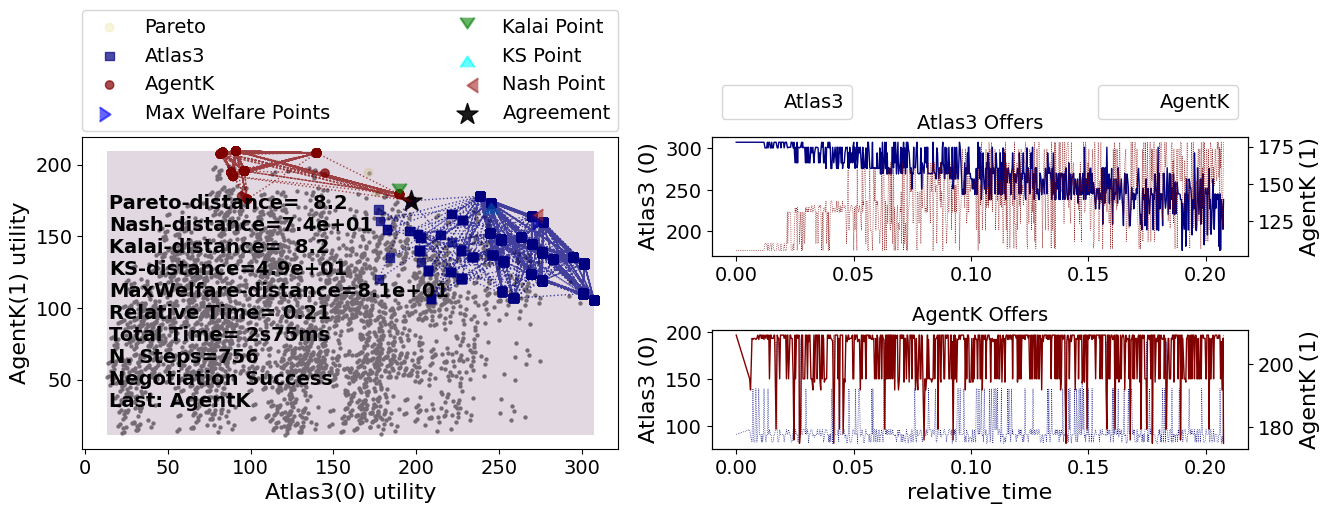 Pareto
Atlas3
AgentK
Max Welfare Points
Kalai Point
KS Point
Nash Point
Agreement
200
150
100
50
AgentK(1) utility
Pareto-distance=  8.2
Nash-distance=7.4e+01
Kalai-distance=  8.2
KS-distance=4.9e+01
MaxWelfare-distance=8.1e+01
Relative Time= 0.21
Total Time= 2s75ms
N. Steps=756
Negotiation Success
Last: AgentK
0 50 100 150 200 250 300
Atlas3(0) utility
Atlas3
AgentK
Atlas3 Offers
300
250
200
Atlas3 (0)
175
150
125
AgentK (1)
0.00 0.05 0.10 0.15 0.20
AgentK Offers
200
150
100
Atlas3 (0)
200
180
AgentK (1)
0.00 0.05 0.10 0.15 0.20
relative_time